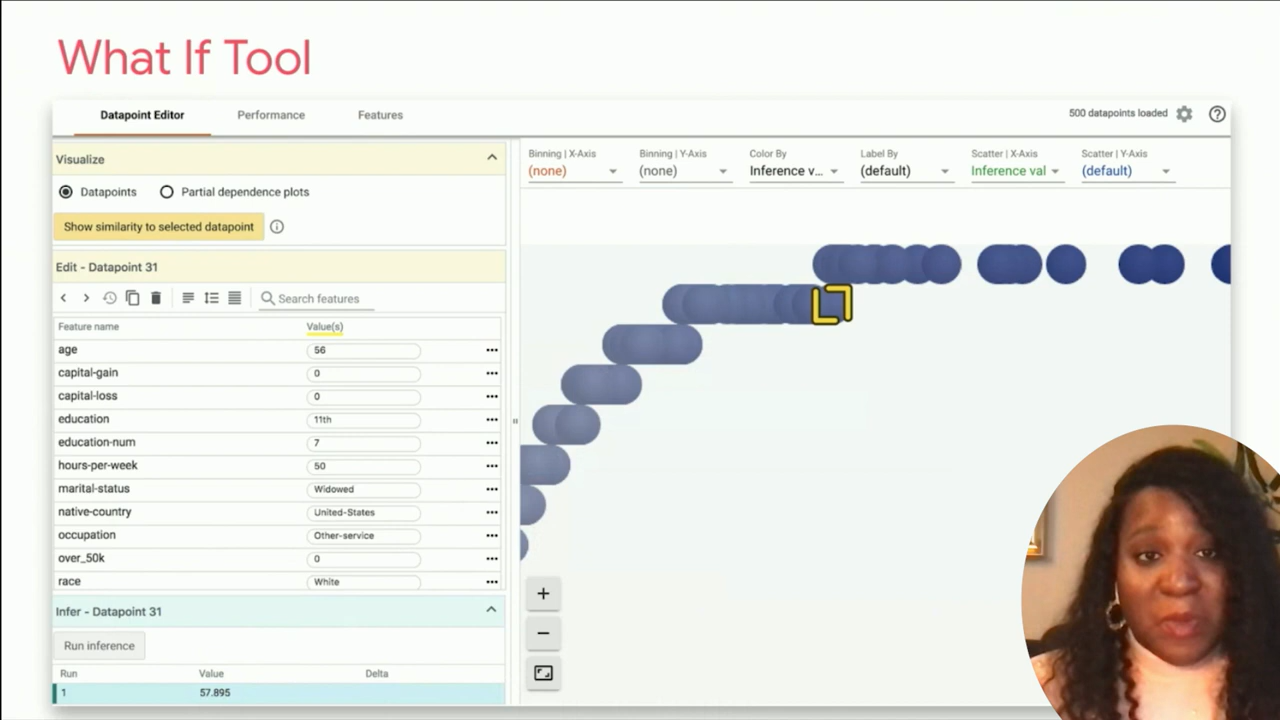 What If Tool
Datapoint Editor Performance Features 500 datapoints loaded
Visualize
Datapoints Partial dependence plots
Show similarity to selected datapoint
Binning | X-Axis Binning | Y-Axis Color By Label By Scatter | X-Axis Scatter | Y-Axis
(none) (none) Inference v... (default) Inference val (default)
Edit - Datapoint 31
Search features
Feature name Value(s)
age 56
capital-gain 0
capital-loss 0
education 11th
education-num 7
hours-per-week 50
marital-status Widowed
native-country United-States
occupation Other-service
over_50k 0
race White
Infer - Datapoint 31
Run inference
Run Value Delta
1 57.895